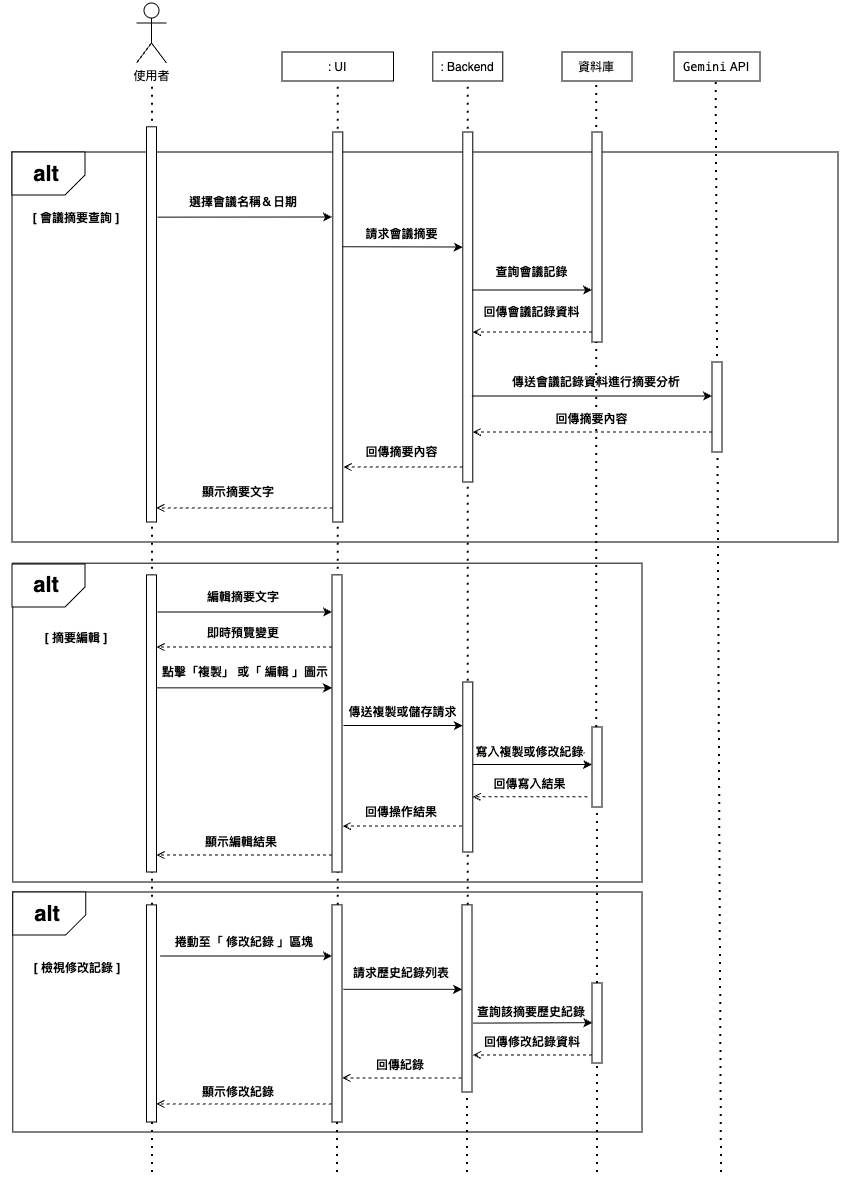 使用者
: UI
: Backend
資料庫
Gemini API
alt
[ 會議摘要查詢 ]
選擇會議名稱＆日期
請求會議摘要
查詢會議記錄
回傳會議記錄資料
傳送會議記錄資料進行摘要分析
回傳摘要內容
回傳摘要內容
顯示摘要文字
alt
[ 摘要編輯 ]
編輯摘要文字
即時預覽變更
點擊「複製」 或「 編輯 」圖示
傳送複製或儲存請求
寫入複製或修改紀錄
回傳寫入結果
回傳操作結果
顯示編輯結果
alt
[ 檢視修改記錄 ]
捲動至「 修改紀錄 」區塊
請求歷史紀錄列表
查詢該摘要歷史紀錄
回傳修改紀錄資料
回傳紀錄
顯示修改紀錄